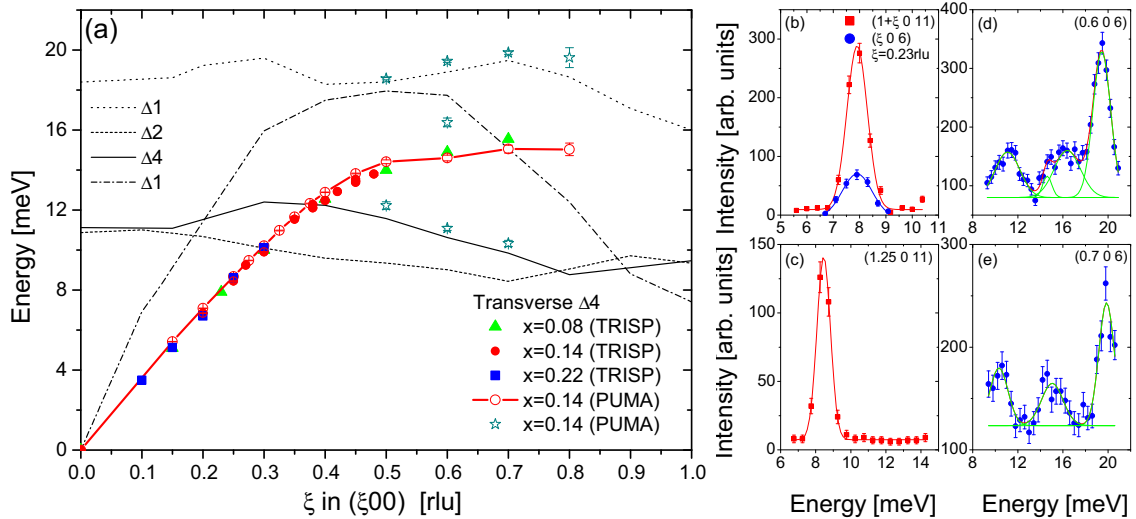 (a)
Energy [meV]
20
16
12
8
4
0
Δ1
Δ2
Δ4
Δ1
Transverse Δ4
x=0.08 (TRISP)
x=0.14 (TRISP)
x=0.22 (TRISP)
x=0.14 (PUMA)
x=0.14 (PUMA)
0.0 0.1 0.2 0.3 0.4 0.5 0.6 0.7 0.8 0.9 1.0
ξ in (ξ00) [rlu]
(b)
(1+ξ 0 11)
(ξ 0 6)
ξ=0.23rlu
Intensity [arb. units]
300
200
100
0
5 6 7 8 9 10 11
(c)
(1.25 0 11)
Intensity [arb. units]
150
100
50
0
6 8 10 12 14
Energy [meV]
(d)
(0.6 0 6)
400
300
200
100
8 12 16 20
(e)
(0.7 0 6)
300
200
100
8 12 16 20
Energy [meV]